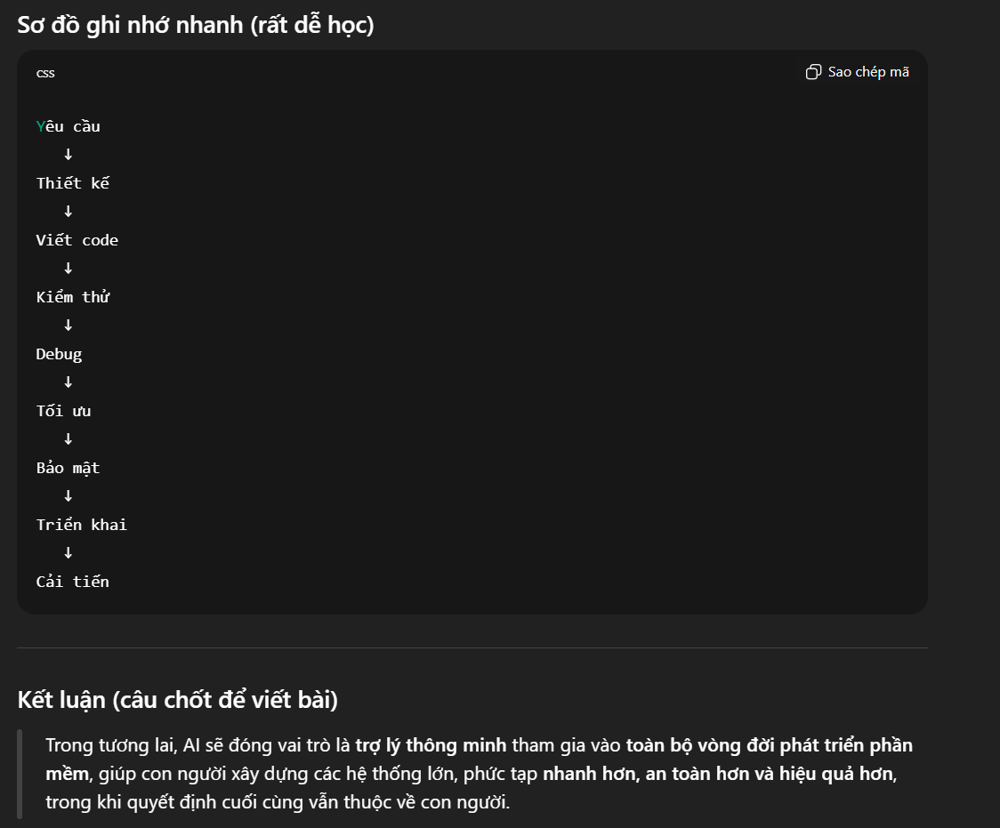 Sơ đồ ghi nhớ nhanh (rất dễ học)
css
Sao chép mã
Yêu cầu
↓
Thiết kế
↓
Viết code
↓
Kiểm thử
↓
Debug
↓
Tối ưu
↓
Bảo mật
↓
Triển khai
↓
Cải tiến
Kết luận (câu chốt để viết bài)
Trong tương lai, AI sẽ đóng vai trò là trợ lý thông minh tham gia vào toàn bộ vòng đời phát triển phần
mềm, giúp con người xây dựng các hệ thống lớn, phức tạp nhanh hơn, an toàn hơn và hiệu quả hơn,
trong khi quyết định cuối cùng vẫn thuộc về con người.